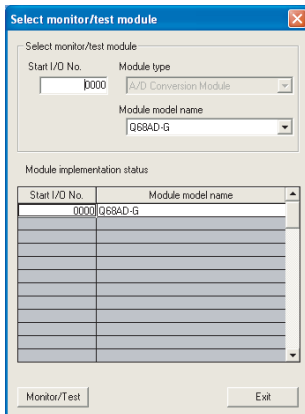 Select monitor/test module
Select monitor/test module
Start I/O No. Module type
0000 A/D Conversion Module
Module model name
Q68AD-G
Module implementation status
Start I/O No. Module model name
0000 Q68AD-G
Monitor/Test Exit